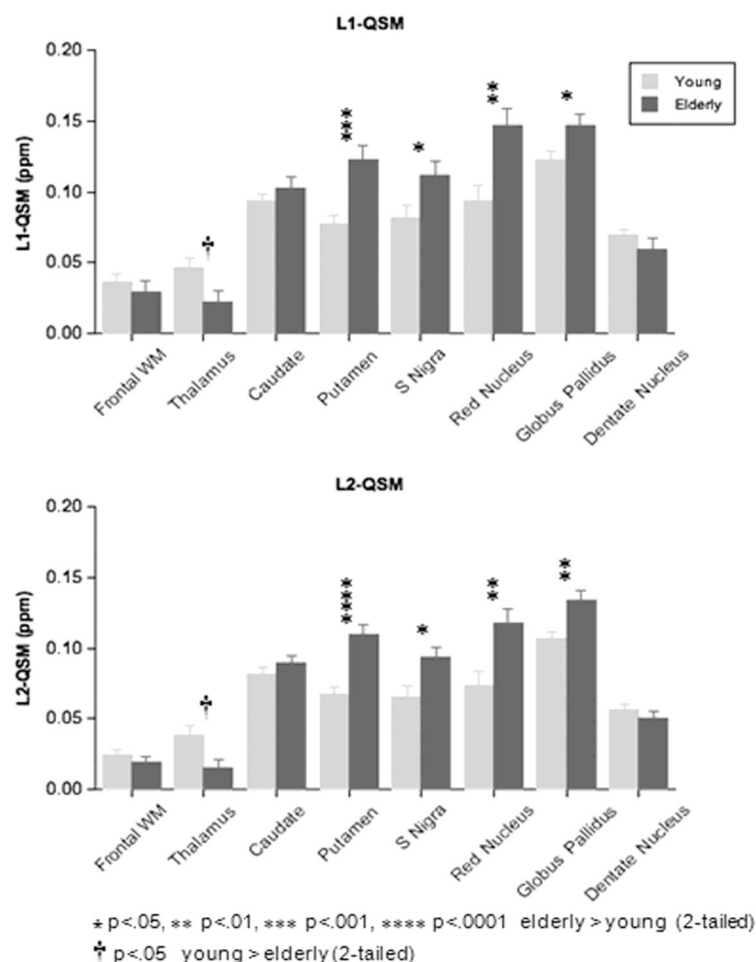 L1-QSM
0.20
0.15
0.10
0.05
0.00
L1-QSM (ppm)
Young
Elderly
***
*
**
*
†
Frontal WM
Thalamus
Caudate
Putamen
S Nigra
Red Nucleus
Globus Pallidus
Dentate Nucleus
L2-QSM
0.20
0.15
0.10
0.05
0.00
L2-QSM (ppm)
****
*
**
**
†
Frontal WM
Thalamus
Caudate
Putamen
S Nigra
Red Nucleus
Globus Pallidus
Dentate Nucleus
* p<.05, ** p<.01, *** p<.001, **** p<.0001 elderly>young (2-tailed)
† p<.05 young>elderly(2-tailed)